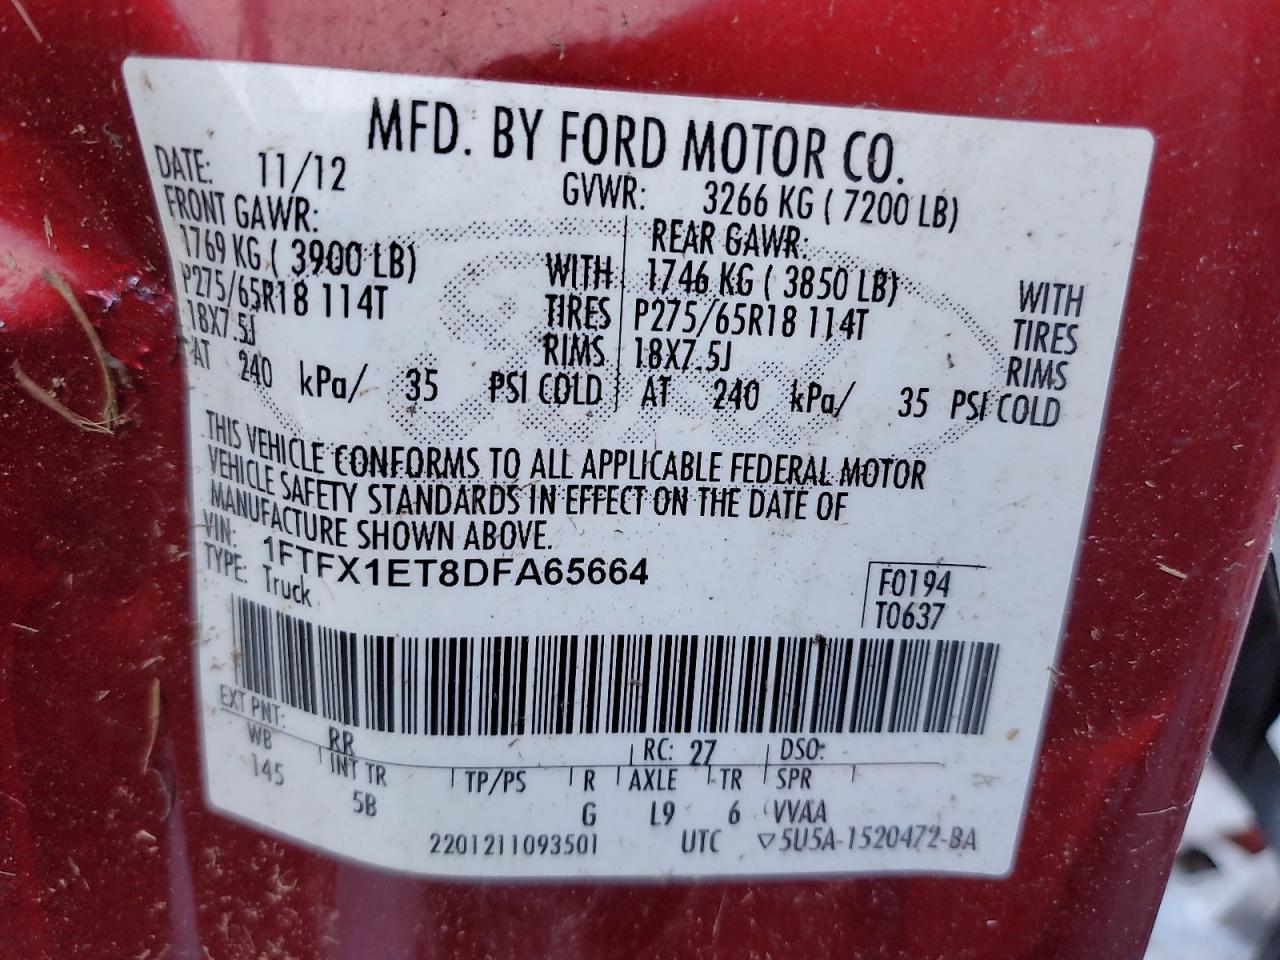 MFD. BY FORD MOTOR CO.
DATE: 11/12 GVWR: 3266 KG ( 7200 LB)
FRONT GAWR: REAR GAWR:
1769 KG ( 3900 LB) WITH 1746 KG ( 3850 LB) WITH
P275/65R18 114T TIRES P275/65R18 114T TIRES
18X7.5J RIMS 18X7.5J RIMS
AT 240 kPa/ 35 PSI COLD AT 240 kPa/ 35 PSI COLD
THIS VEHICLE CONFORMS TO ALL APPLICABLE FEDERAL MOTOR
VEHICLE SAFETY STANDARDS IN EFFECT ON THE DATE OF
MANUFACTURE SHOWN ABOVE.
VIN: 1FTFX1ET8DFA65664
TYPE: Truck
F0194
T0637
EXT PNT: RR RC: 27 DSO:
WB INT TR TP/PS R AXLE TR SPR
145 5B G L9 6 VVAA
2201211093501 UTC ▽5U5A-1520472-BA